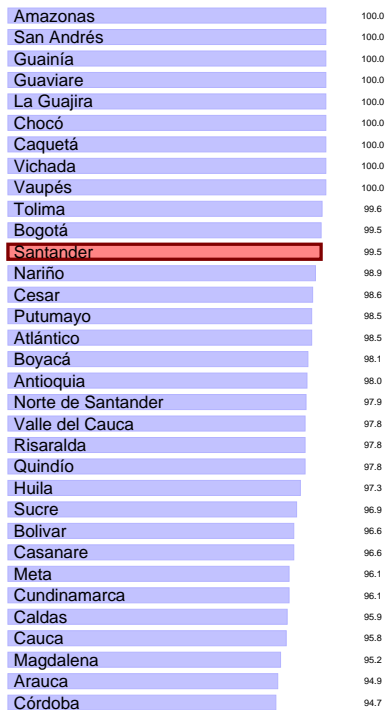 Amazonas 100.0
San Andrés 100.0
Guainía 100.0
Guaviare 100.0
La Guajira 100.0
Chocó 100.0
Caquetá 100.0
Vichada 100.0
Vaupés 100.0
Tolima 99.6
Bogotá 99.5
Santander 99.5
Nariño 98.9
Cesar 98.6
Putumayo 98.5
Atlántico 98.5
Boyacá 98.1
Antioquia 98.0
Norte de Santander 97.9
Valle del Cauca 97.8
Risaralda 97.8
Quindío 97.8
Huila 97.3
Sucre 96.9
Bolivar 96.6
Casanare 96.6
Meta 96.1
Cundinamarca 96.1
Caldas 95.9
Cauca 95.8
Magdalena 95.2
Arauca 94.9
Córdoba 94.7